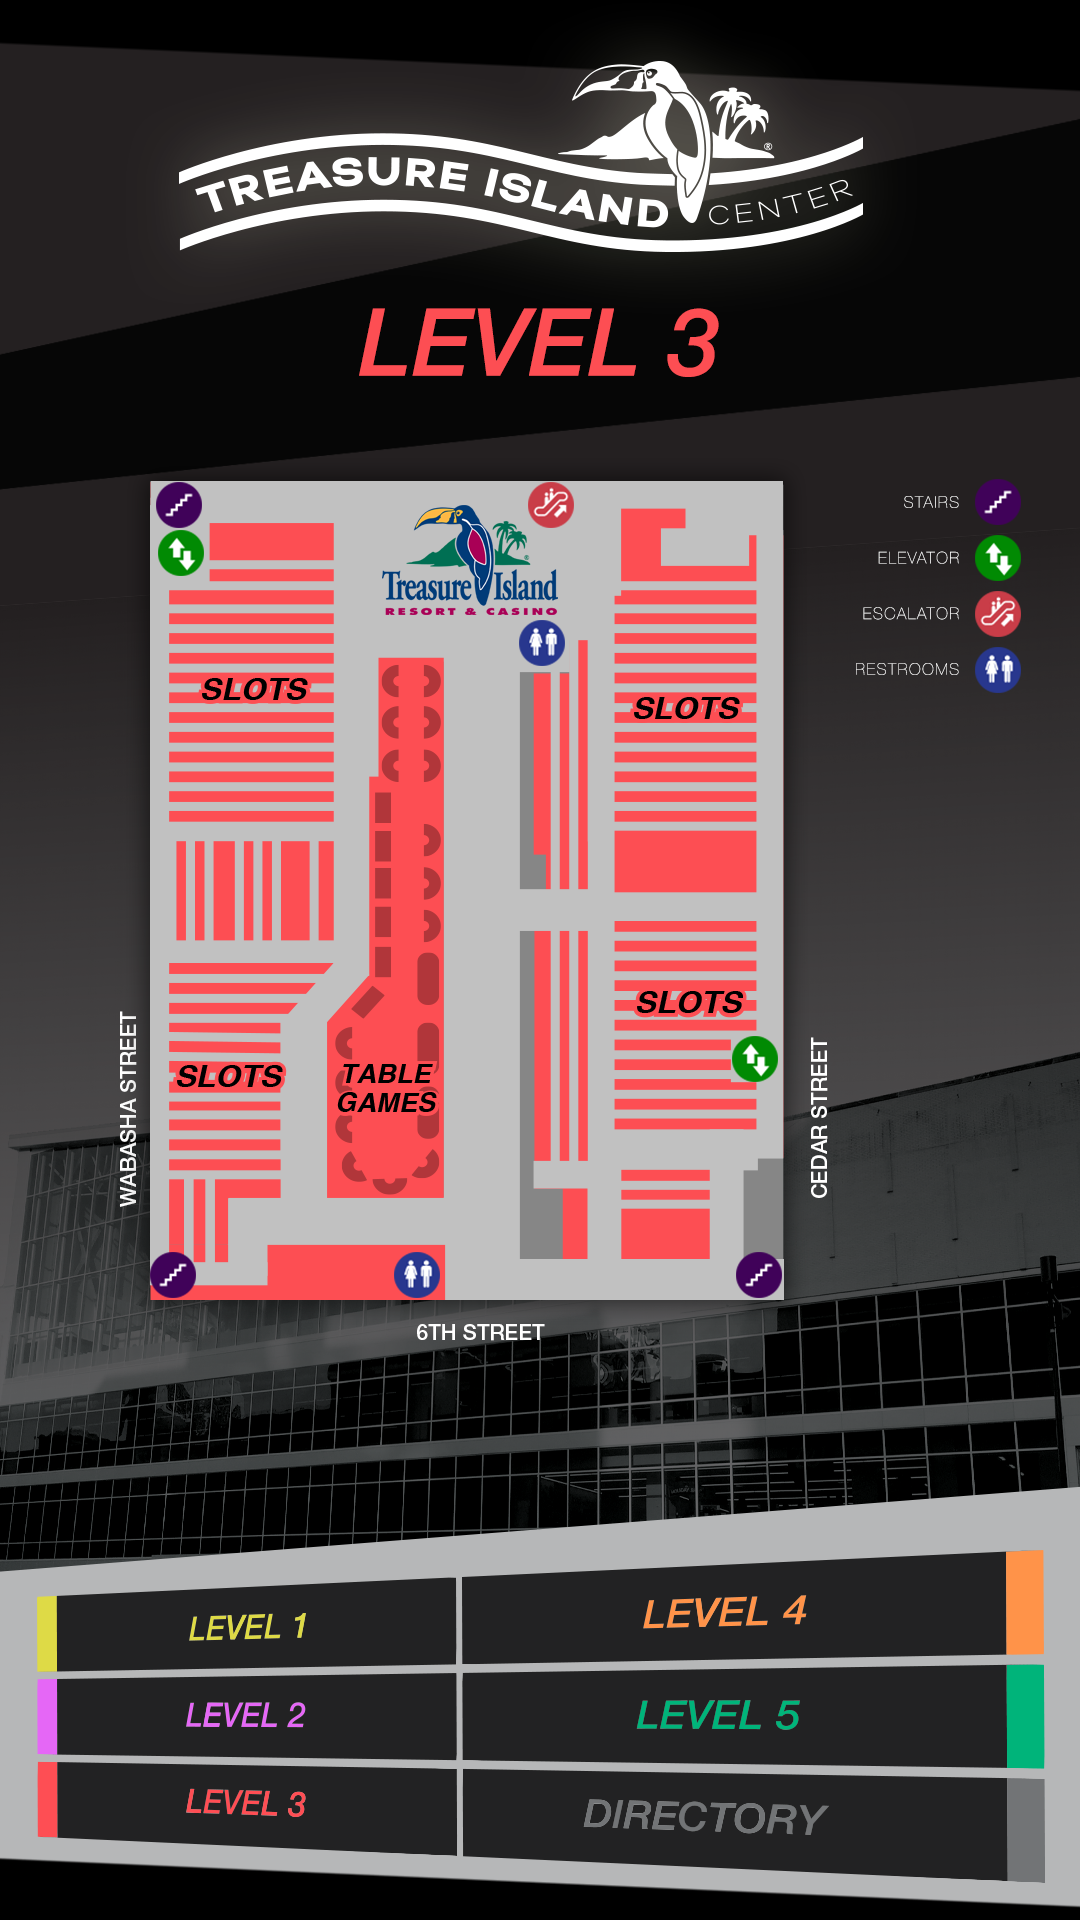 TREASURE ISLAND CENTER ®
LEVEL 3
STAIRS
ELEVATOR
ESCALATOR
RESTROOMS
Treasure Island ®
RESORT & CASINO
SLOTS
SLOTS
SLOTS
SLOTS
TABLE
GAMES
WABASHA STREET
CEDAR STREET
6TH STREET
LEVEL 1
LEVEL 4
LEVEL 2
LEVEL 5
LEVEL 3
DIRECTORY